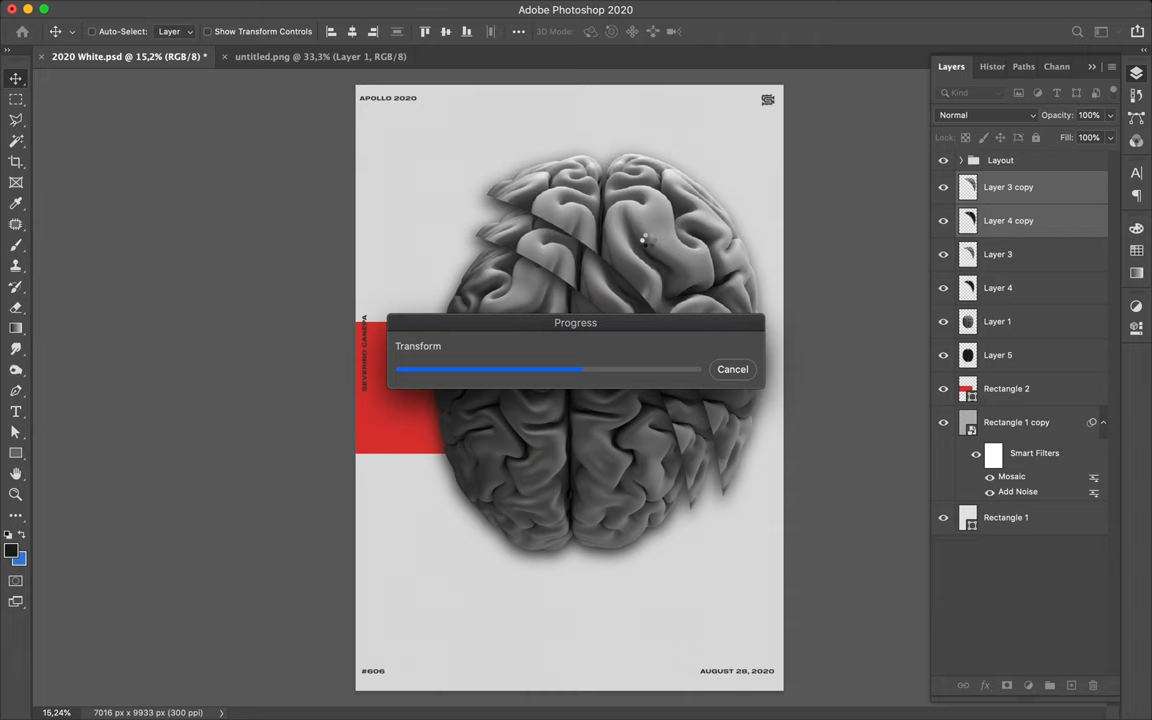 Adobe Photoshop 2020
Auto-Select: Layer Show Transform Controls 3D Mode:
2020 White.psd @ 15,2% (RGB/8) * untitled.png @ 33,3% (Layer 1, RGB/8)
Layers Histor Paths Chann
Kind
Normal Opacity: 100%
Lock: Fill: 100%
Layout
Layer 3 copy
Layer 4 copy
Layer 3
Layer 4
Layer 1
Layer 5
Rectangle 2
Rectangle 1 copy
Smart Filters
Mosaic
Add Noise
Rectangle 1
APOLLO 2020
SEVERINO CANEPA
Progress
Transform
Cancel
#606 AUGUST 28, 2020
15,24% 7016 px x 9933 px (300 ppi)